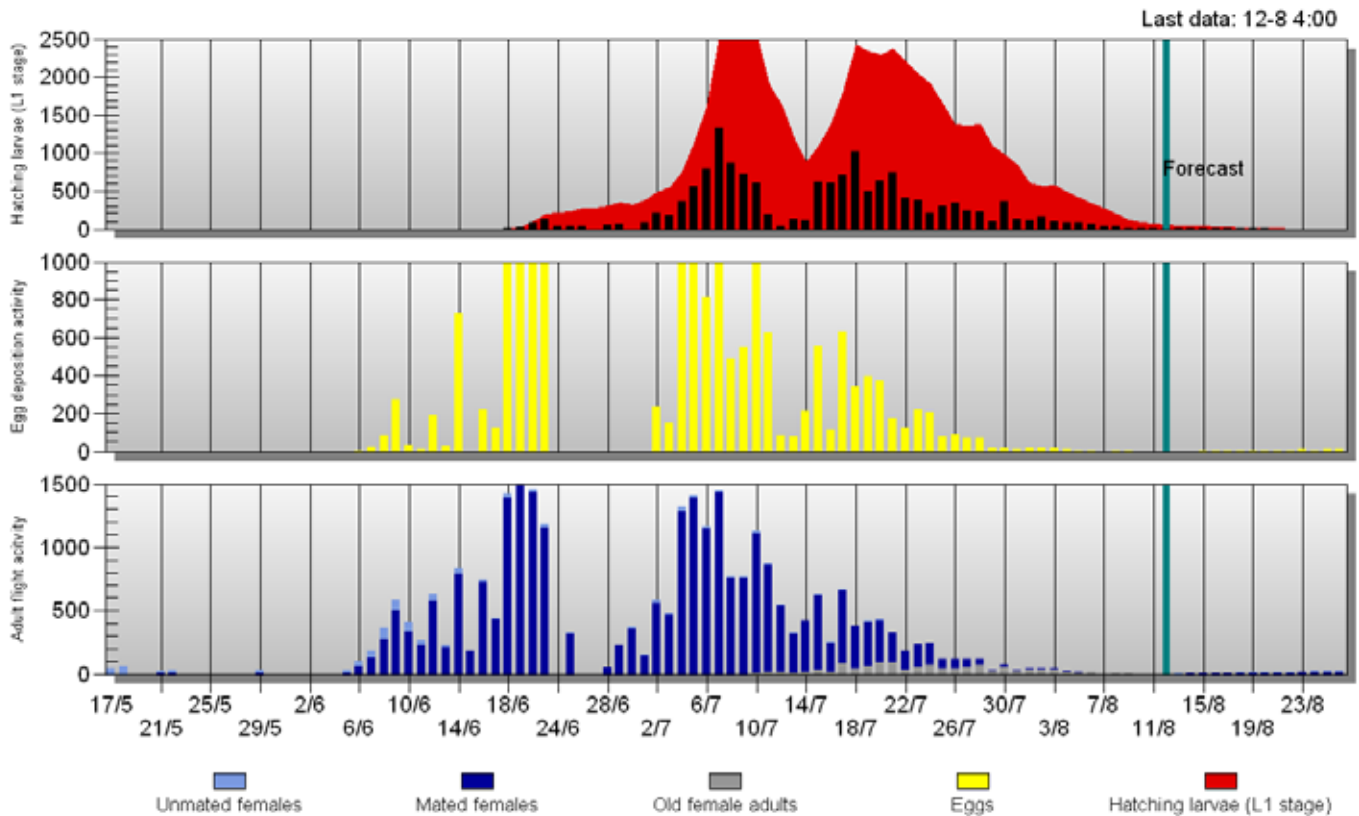 Last data: 12-8 4:00
Hatching larvae (L1 stage)
2500
2000
1500
1000
500
0
Forecast
Egg deposition activity
1000
800
600
400
200
0
Adult flight acitvity
1500
1000
500
0
17/5 25/5 2/6 10/6 18/6 28/6 6/7 14/7 22/7 30/7 7/8 15/8 23/8
21/5 29/5 6/6 14/6 24/6 2/7 10/7 18/7 26/7 3/8 11/8 19/8
Unmated females Mated females Old female adults Eggs Hatching larvae (L1 stage)